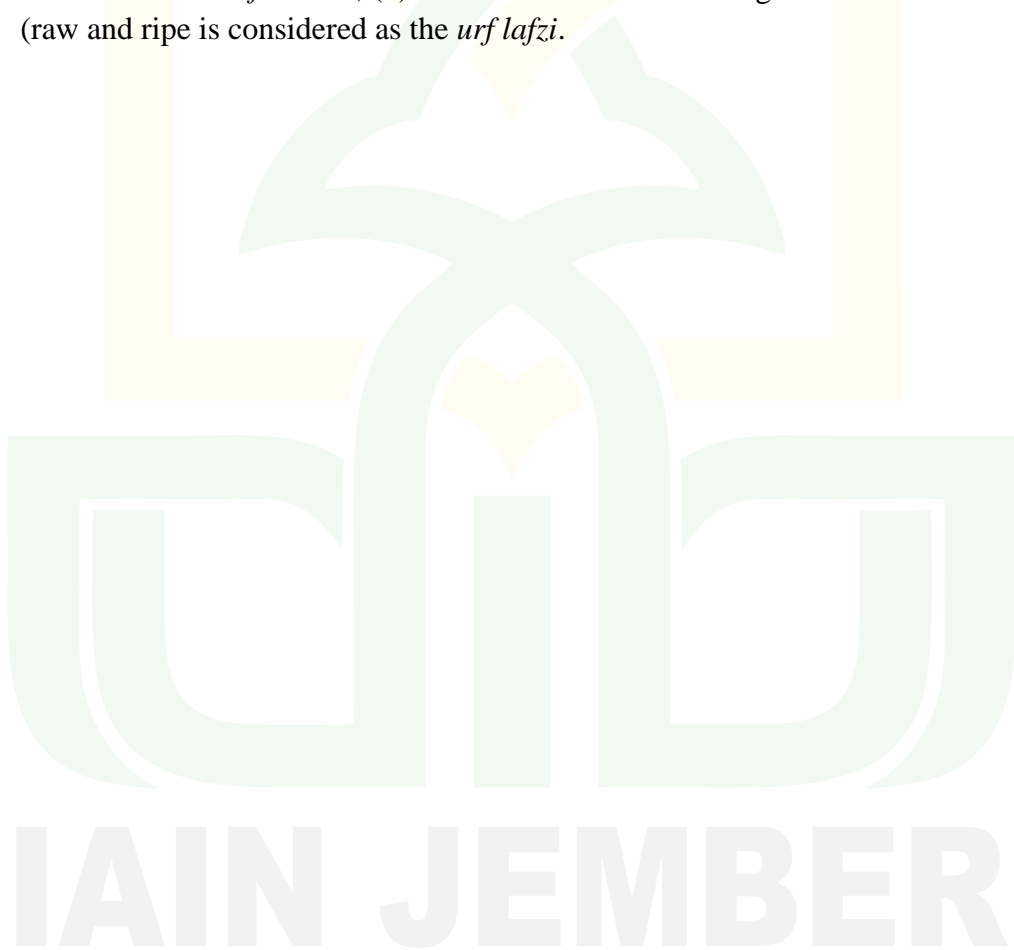 (raw and ripe is considered as the urf lafzi.
IAIN JEMBER